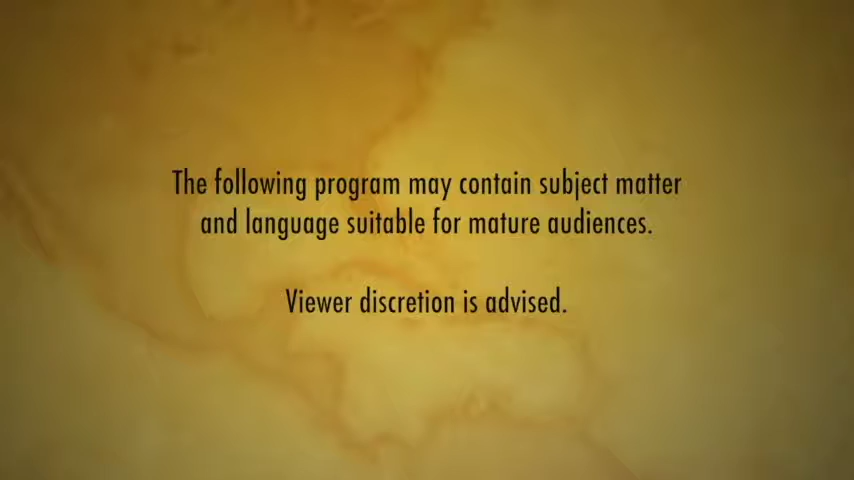 The following program may contain subject matter
and language suitable for mature audiences.
Viewer discretion is advised.